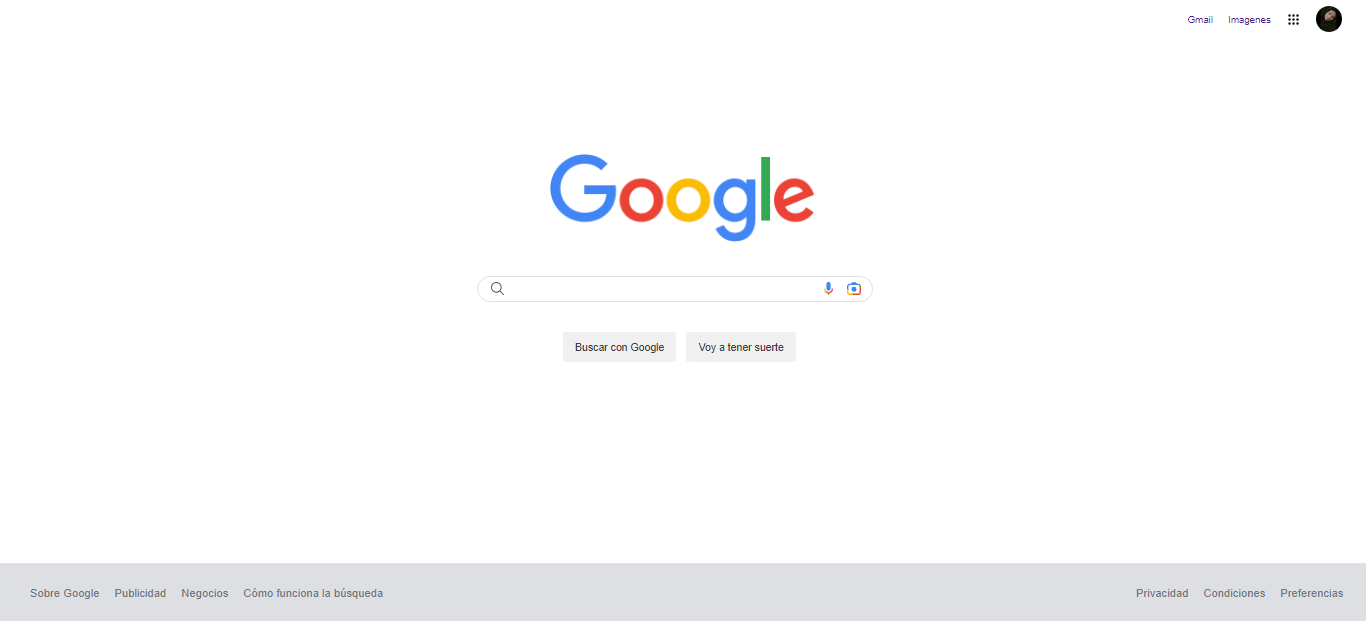 Gmail Imagenes
Google
Buscar con Google Voy a tener suerte
Sobre Google Publicidad Negocios Cómo funciona la búsqueda Privacidad Condiciones Preferencias